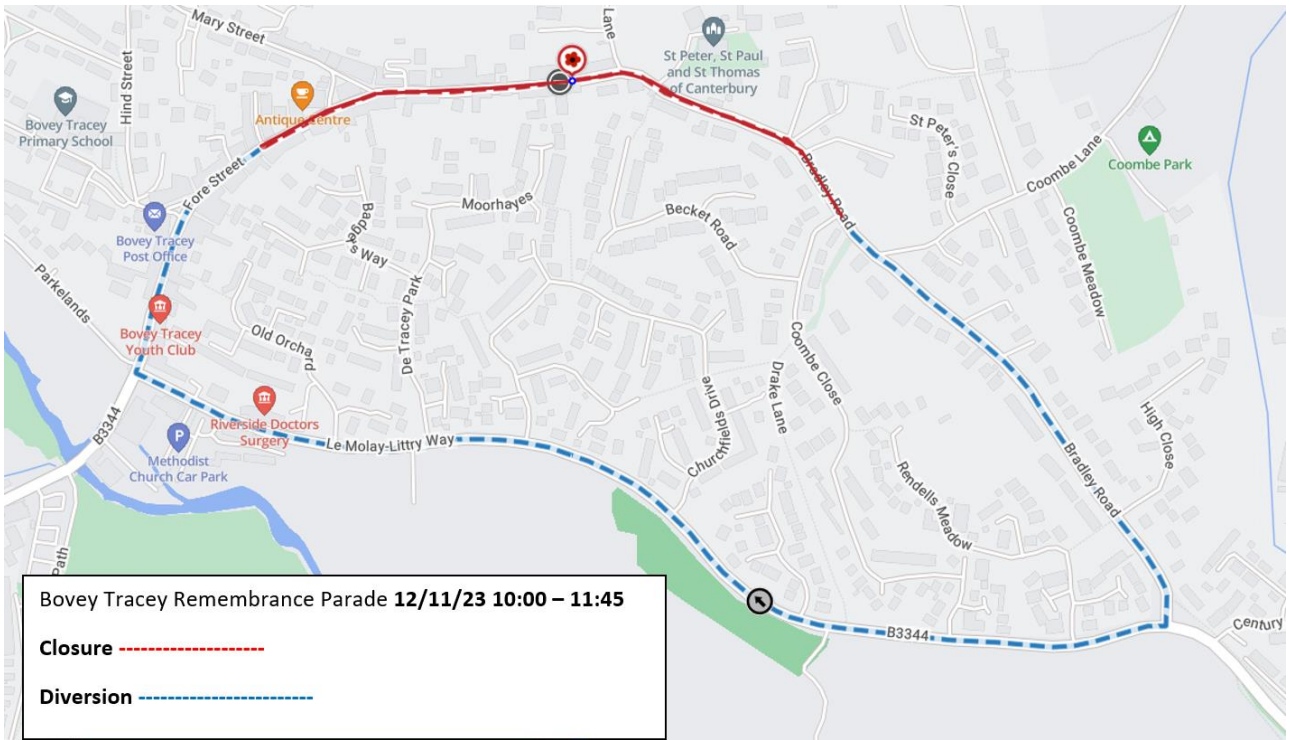 Mary Street
Lane
St Peter, St Paul
and St Thomas
of Canterbury
Hind Street
Antique Centre
Bovey Tracey
Primary School
St Peter's Close
Coombe Lane
Coombe Park
Fore Street
Bradley Road
Badger's Way
Moorhayes
Becket Road
Bovey Tracey
Post Office
Coombe Meadow
Parkelands
Bovey Tracey
Youth Club
Old Orchard
De Tracey Park
Coombe Close
Drake Lane
Churchfields Drive
High Close
B3344
Riverside Doctors
Surgery
Le Molay-Littry Way
P
Methodist
Church Car Park
Bradley Road
Rendells Meadow
Path
B3344
Century
Bovey Tracey Remembrance Parade 12/11/23 10:00 – 11:45
Closure
Diversion